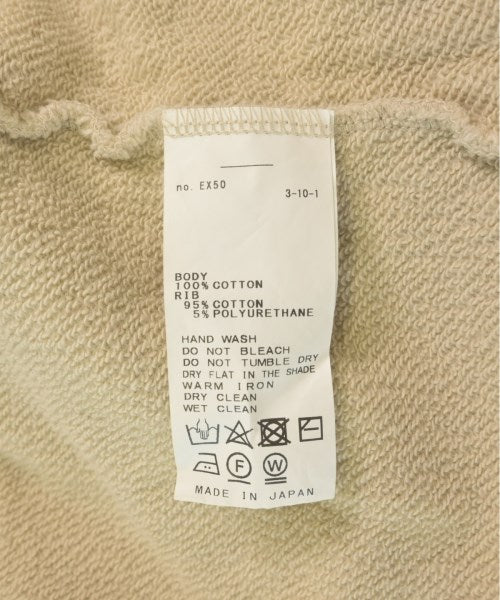 no. EX50 3-10-1
BODY
100% COTTON
RIB
95% COTTON
5% POLYURETHANE
HAND WASH
DO NOT BLEACH
DO NOT TUMBLE DRY
DRY FLAT IN THE SHADE
WARM IRON
DRY CLEAN
WET CLEAN
F W
MADE IN JAPAN